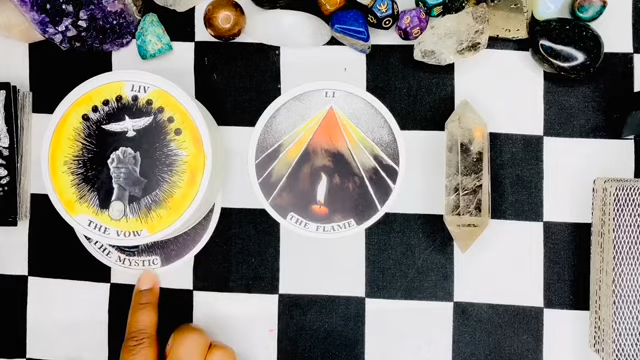 LIV
THE VOW
THE MYSTIC
LI
THE FLAME